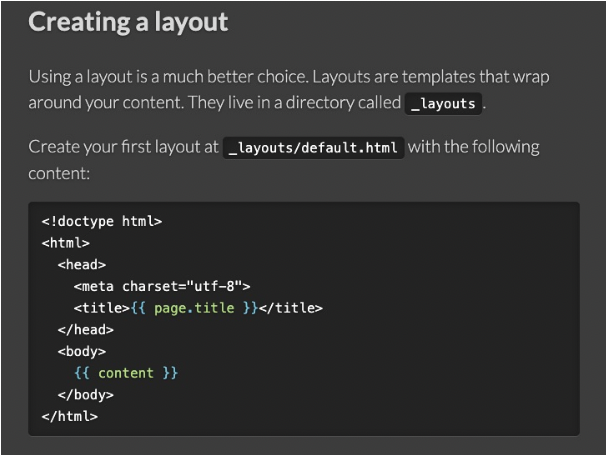 Creating a layout
Using a layout is a much better choice. Layouts are templates that wrap
around your content. They live in a directory called _layouts.
Create your first layout at _layouts/default.html with the following
content:
<!doctype html>
<html>
  <head>
    <meta charset="utf-8">
    <title>{{ page.title }}</title>
  </head>
  <body>
    {{ content }}
  </body>
</html>